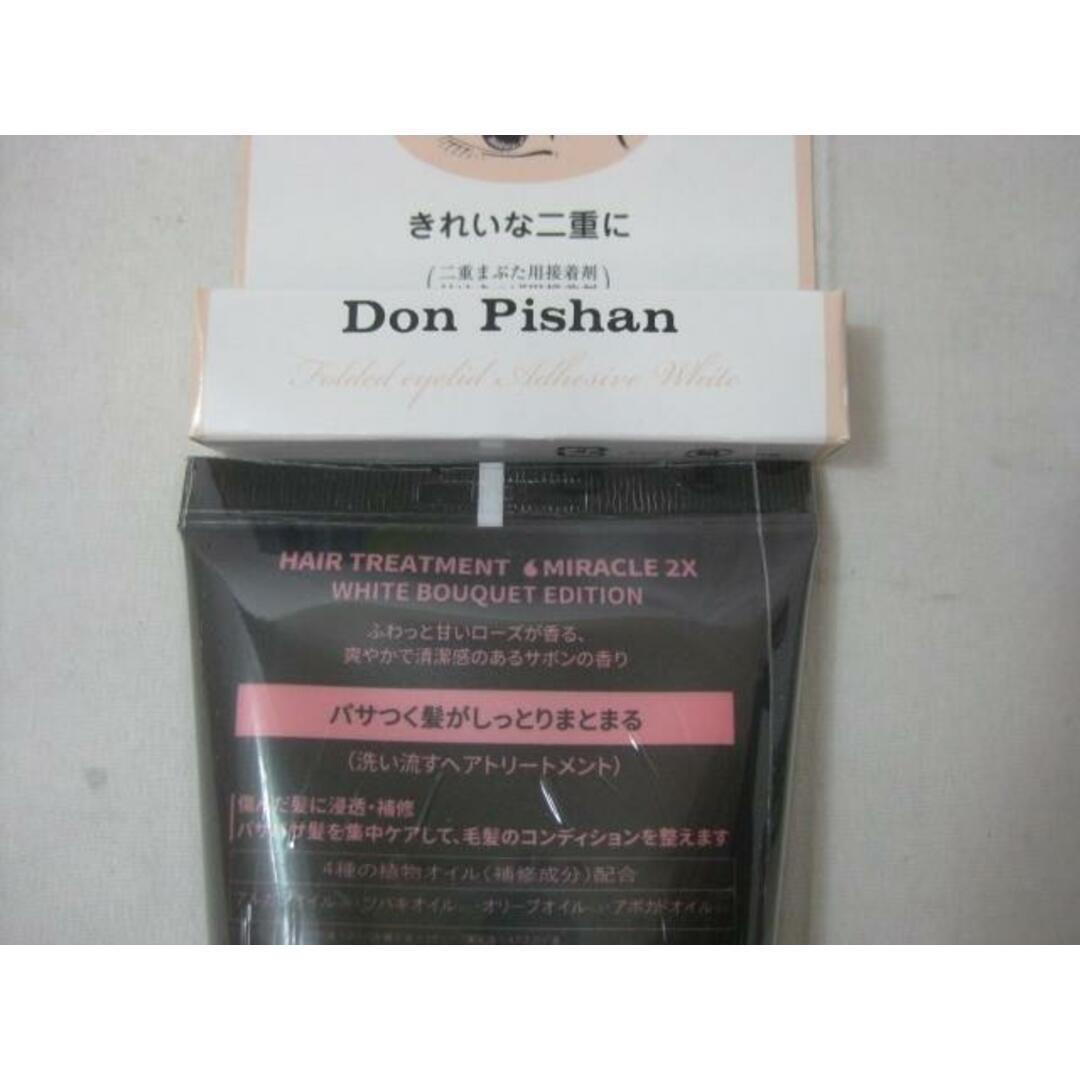 きれいな二重に
(二重まぶた用接着剤)
Don Pishan
Folded eyelid Adhesive White
HAIR TREATMENT MIRACLE 2X
WHITE BOUQUET EDITION
ふわっと甘いローズが香る、
爽やかで清潔感のあるサボンの香り
パサつく髪がしっとりまとまる
(洗い流すヘアトリートメント)
傷んだ髪に浸透・補修
髪を集中ケアして、毛髪のコンディションを整えます
4種の植物オイル(補修成分)配合
ツバキオイル オリーブオイル アボカドオイル